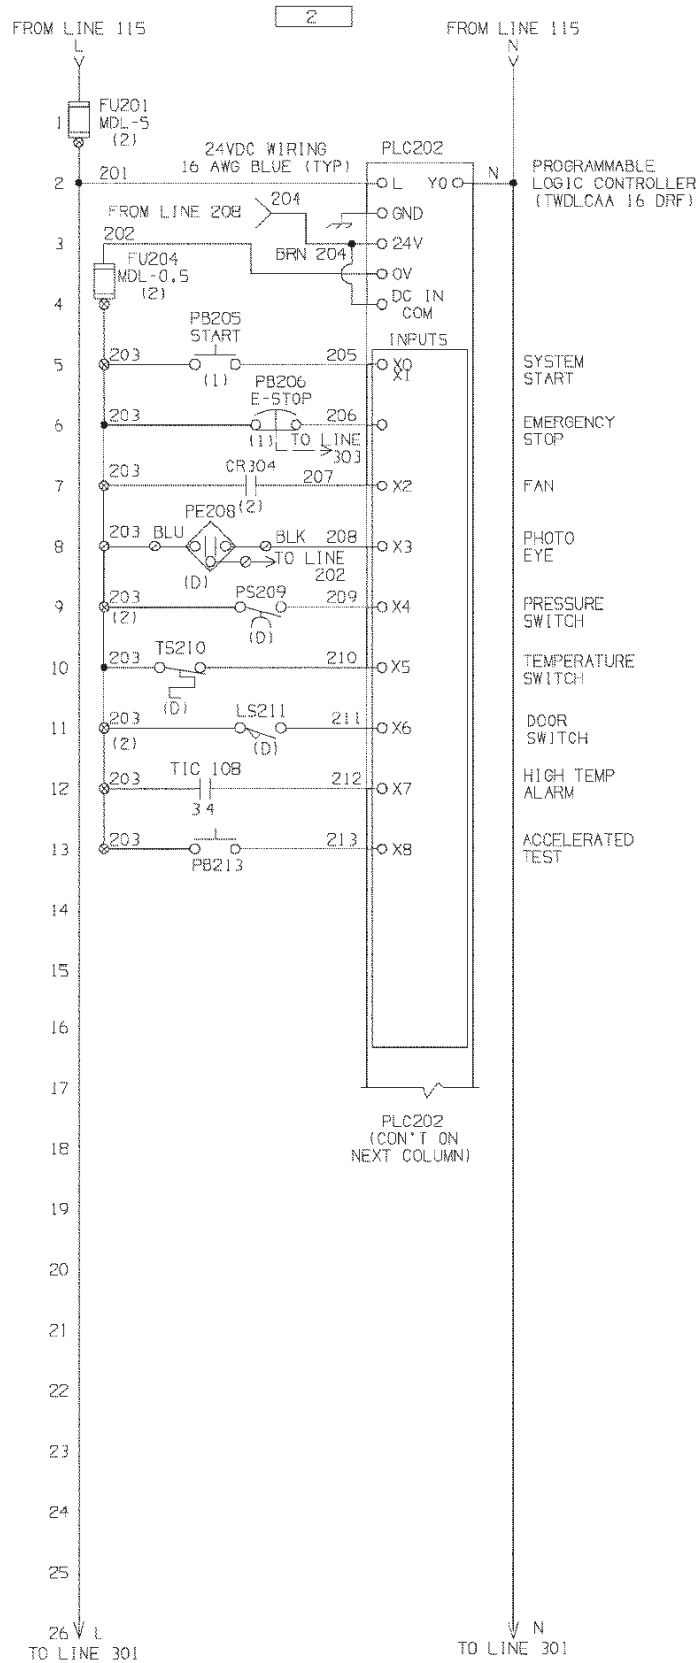 2
FROM LINE 115
FROM LINE 115
L
N
FU201
1
MDL-5
(2)
24VDC WIRING
PLC202
16 AWG BLUE (TYP)
PROGRAMMABLE
LOGIC CONTROLLER
(TWDLCAA 16 DRF)
2
201
L
Y0
N
204
FROM LINE 208
GND
202
3
BRN 204
24V
FU204
MDL-0.5
(2)
0V
4
DC IN
COM
PB205
START
INPUTS
5
203
(1)
205
X0
X1
SYSTEM
START
PB206
E-STOP
6
203
(1)
206
TO LINE
303
EMERGENCY
STOP
7
203
CR304
(2)
207
X2
FAN
PE208
8
203
BLU
BLK
208
X3
PHOTO
EYE
(D)
TO LINE
202
9
203
(2)
PS209
(D)
209
X4
PRESSURE
SWITCH
10
203
TS210
(D)
210
X5
TEMPERATURE
SWITCH
11
203
(2)
LS211
(D)
211
X6
DOOR
SWITCH
12
203
TIC 108
3 4
212
X7
HIGH TEMP
ALARM
13
203
PB213
213
X8
ACCELERATED
TEST
14
15
16
17
PLC202
(CON'T ON
NEXT COLUMN)
18
19
20
21
22
23
24
25
26
L
N
TO LINE 301
TO LINE 301